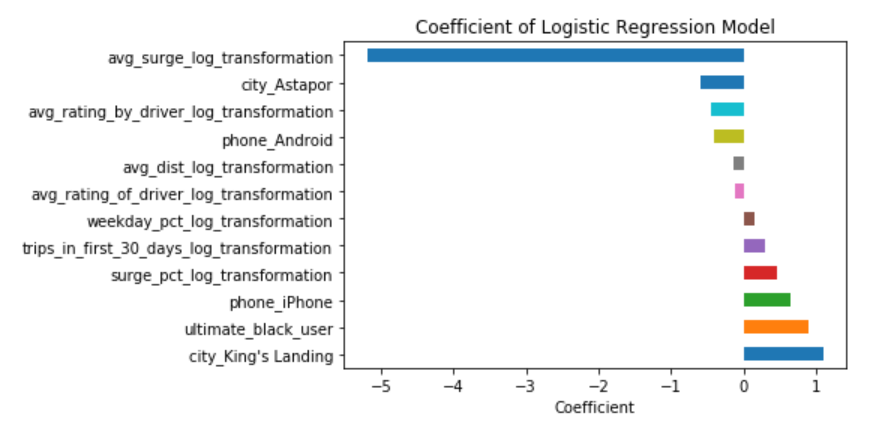 Coefficient of Logistic Regression Model
avg_surge_log_transformation
city_Astapor
avg_rating_by_driver_log_transformation
phone_Android
avg_dist_log_transformation
avg_rating_of_driver_log_transformation
weekday_pct_log_transformation
trips_in_first_30_days_log_transformation
surge_pct_log_transformation
phone_iPhone
ultimate_black_user
city_King's Landing
−5 −4 −3 −2 −1 0 1
Coefficient